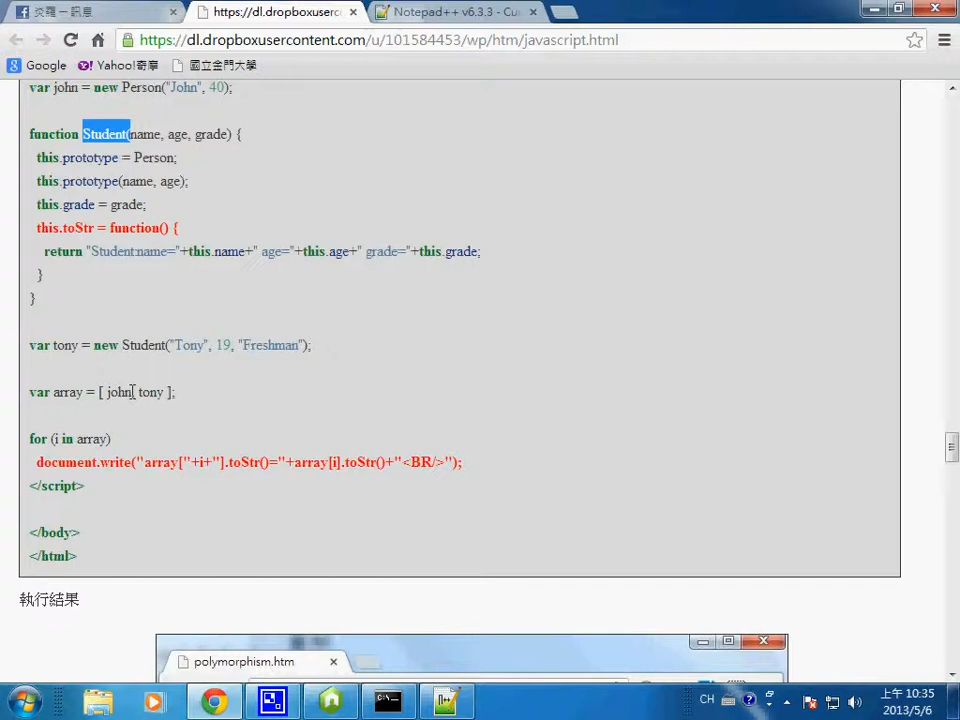 炎羅－訊息
https://dl.dropboxuserc
Notepad++ v6.3.3 - Cu
https://dl.dropboxusercontent.com/u/101584453/wp/htm/javascript.html
Google Yahoo!奇摩 國立金門大學
var john = new Person("John", 40);
function Student(name, age, grade) {
this.prototype = Person;
this.prototype(name, age);
this.grade = grade;
this.toStr = function() {
return "Student:name="+this.name+" age="+this.age+" grade="+this.grade;
}
}
var tony = new Student("Tony", 19, "Freshman");
var array = [ john, tony ];
for (i in array)
document.write("array["+i+"].toStr()="+array[i].toStr()+"<BR/>");
</script>
</body>
</html>
執行結果
polymorphism.htm
CH
上午 10:35
2013/5/6